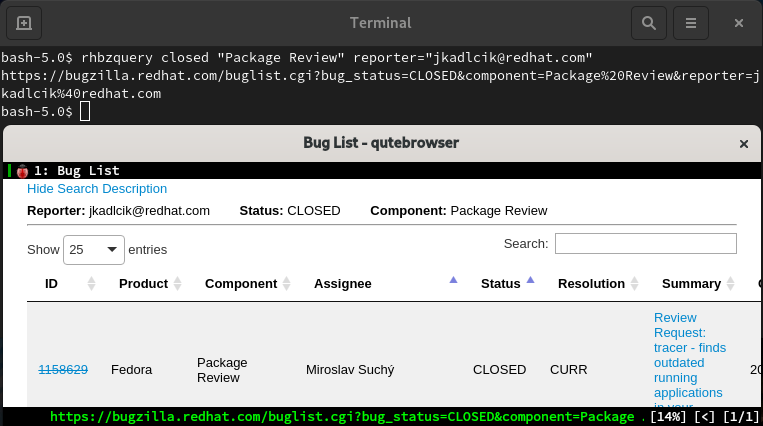 Terminal
bash-5.0$ rhbzquery closed "Package Review" reporter="jkadlcik@redhat.com"
https://bugzilla.redhat.com/buglist.cgi?bug_status=CLOSED&component=Package%20Review&reporter=j
kadlcik%40redhat.com
bash-5.0$
Bug List - qutebrowser
1: Bug List
Hide Search Description
Reporter: jkadlcik@redhat.com Status: CLOSED Component: Package Review
Show 25 entries Search:
ID Product Component Assignee Status Resolution Summary
1158629 Fedora Package Review Miroslav Suchý CLOSED CURR
Review
Request:
tracer - finds
outdated
running
applications
in your
https://bugzilla.redhat.com/buglist.cgi?bug_status=CLOSED&component=Package . [14%] [<] [1/1]